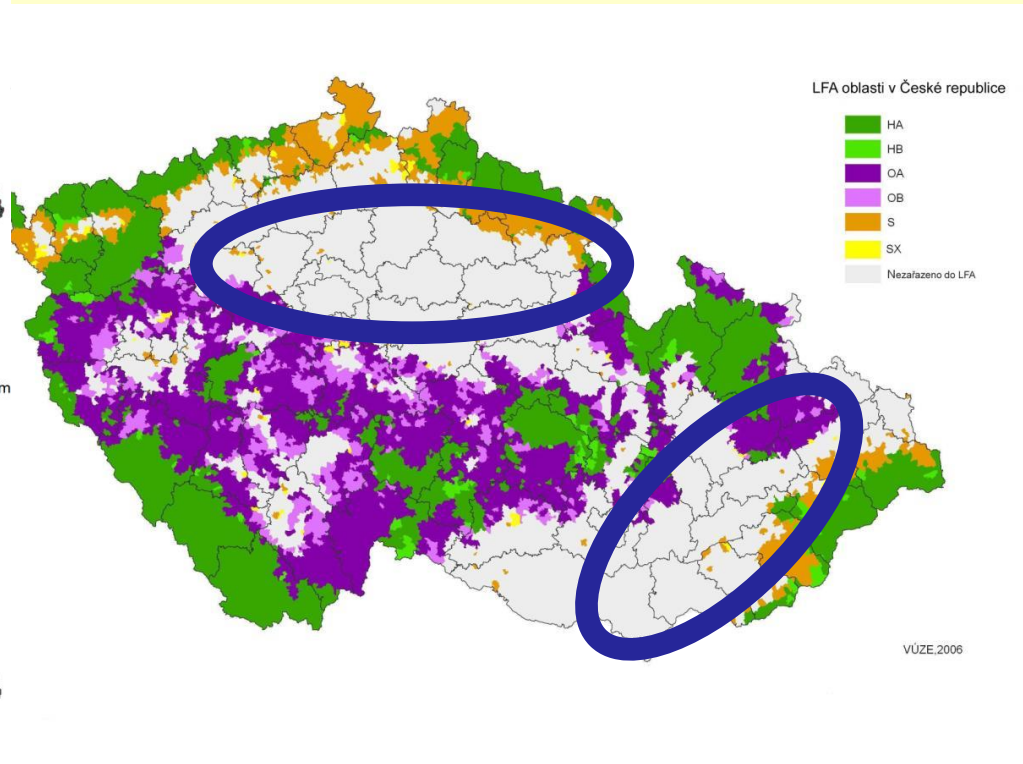 LFA oblasti v České republice
HA
HB
OA
OB
S
SX
Nezařazeno do LFA
m
VÚZE,2006